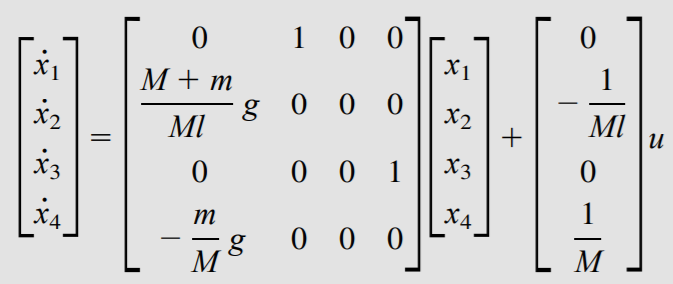 ẋ1 0 1 0 0 x1 0
ẋ2 = M + m / Ml g 0 0 0 x2 + − 1 / Ml u
ẋ3 0 0 0 1 x3 0
ẋ4 − m / M g 0 0 0 x4 1 / M